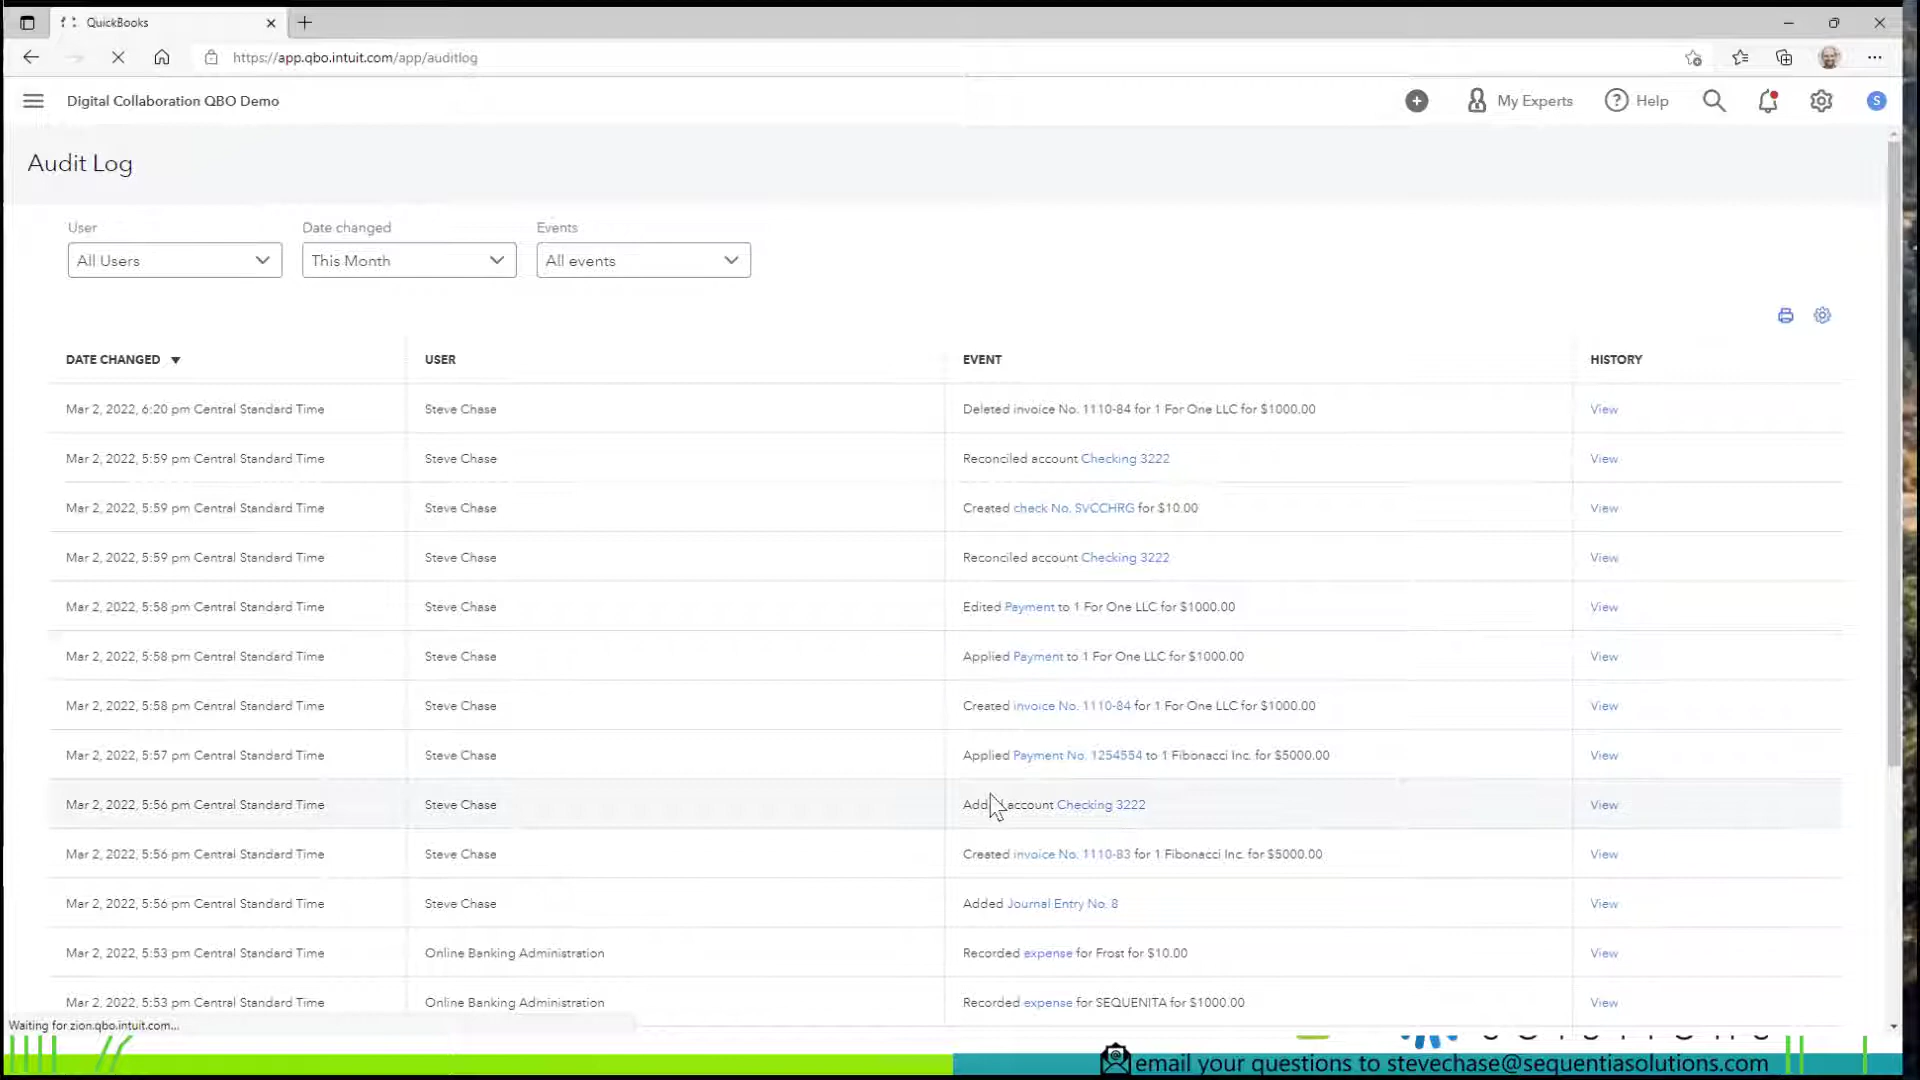 QuickBooks
https://app.qbo.intuit.com/app/auditlog
Digital Collaboration QBO Demo
My Experts
Help
S
Audit Log
User
Date changed
Events
All Users
This Month
All events
DATE CHANGED
USER
EVENT
HISTORY
Mar 2, 2022, 6:20 pm Central Standard Time Steve Chase Deleted invoice No. 1110-84 for 1 For One LLC for $1000.00 View
Mar 2, 2022, 5:59 pm Central Standard Time Steve Chase Reconciled account Checking 3222 View
Mar 2, 2022, 5:59 pm Central Standard Time Steve Chase Created check No. SVCCHRG for $10.00 View
Mar 2, 2022, 5:59 pm Central Standard Time Steve Chase Reconciled account Checking 3222 View
Mar 2, 2022, 5:58 pm Central Standard Time Steve Chase Edited Payment to 1 For One LLC for $1000.00 View
Mar 2, 2022, 5:58 pm Central Standard Time Steve Chase Applied Payment to 1 For One LLC for $1000.00 View
Mar 2, 2022, 5:58 pm Central Standard Time Steve Chase Created invoice No. 1110-84 for 1 For One LLC for $1000.00 View
Mar 2, 2022, 5:57 pm Central Standard Time Steve Chase Applied Payment No. 1254554 to 1 Fibonacci Inc. for $5000.00 View
Mar 2, 2022, 5:56 pm Central Standard Time Steve Chase account Checking 3222 View
Mar 2, 2022, 5:56 pm Central Standard Time Steve Chase Created invoice No. 1110-83 for 1 Fibonacci Inc. for $5000.00 View
Mar 2, 2022, 5:56 pm Central Standard Time Steve Chase Added Journal Entry No. 8 View
Mar 2, 2022, 5:53 pm Central Standard Time Online Banking Administration Recorded expense for Frost for $10.00 View
Mar 2, 2022, 5:53 pm Central Standard Time Online Banking Administration Recorded expense for SEQUENITA for $1000.00 View
Waiting for zion.qbo.intuit.com...
email your questions to stevechase@sequentiasolutions.com